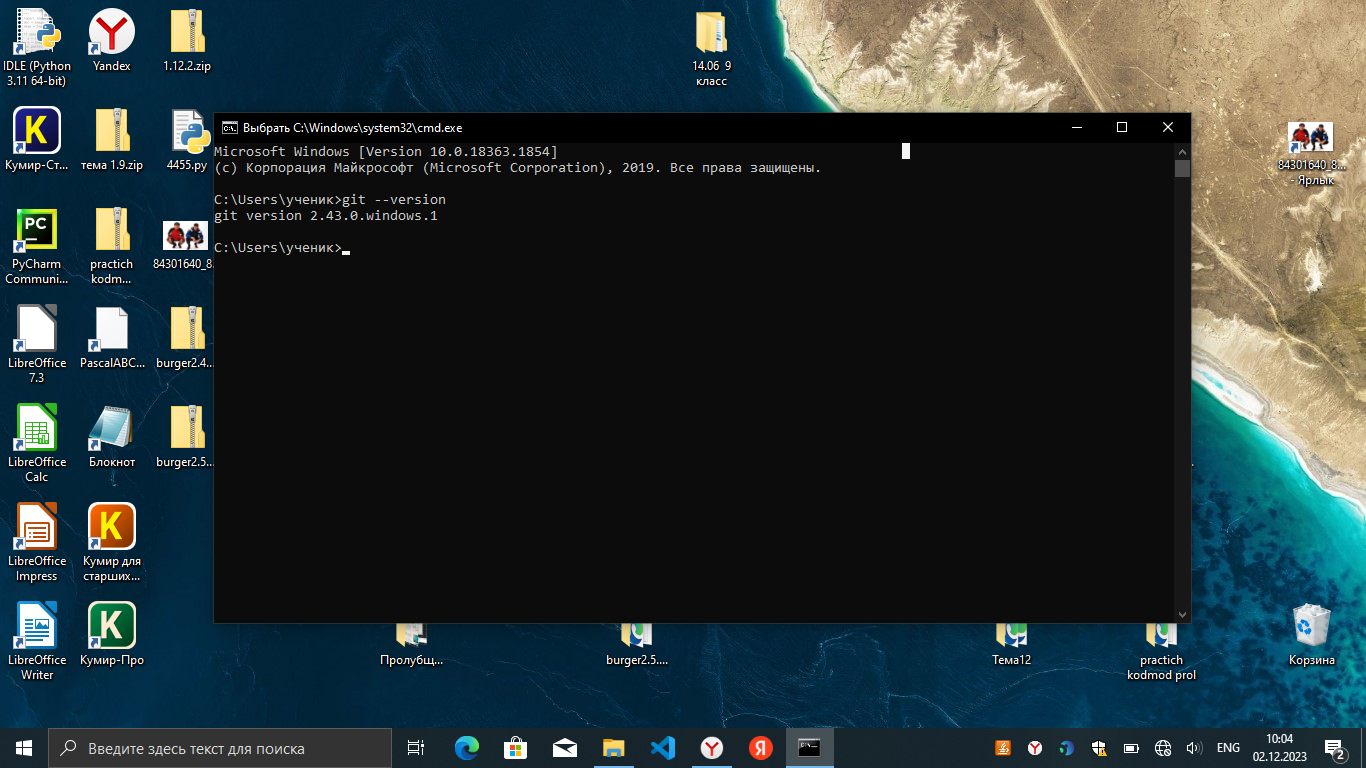 IDLE (Python
3.11 64-bit)
Yandex
1.12.2.zip
14.06 9
класс
Кумир-Ст...
тема 1.9.zip
4455.py
84301640_8...
- Ярлык
Выбрать C:\Windows\system32\cmd.exe
Microsoft Windows [Version 10.0.18363.1854]
(c) Корпорация Майкрософт (Microsoft Corporation), 2019. Все права защищены.
C:\Users\ученик>git --version
git version 2.43.0.windows.1
C:\Users\ученик>
PC
PyCharm
Communi...
practich
kodm...
84301640_8...
LibreOffice
7.3
PascalABC...
burger2.4...
LibreOffice
Calc
Блокнот
burger2.5...
LibreOffice
Impress
Кумир для
старших...
LibreOffice
Writer
Кумир-Про
Пролубщ...
burger2.5....
Тема12
practich
kodmod prol
Корзина
Введите здесь текст для поиска
ENG
10:04
02.12.2023
2